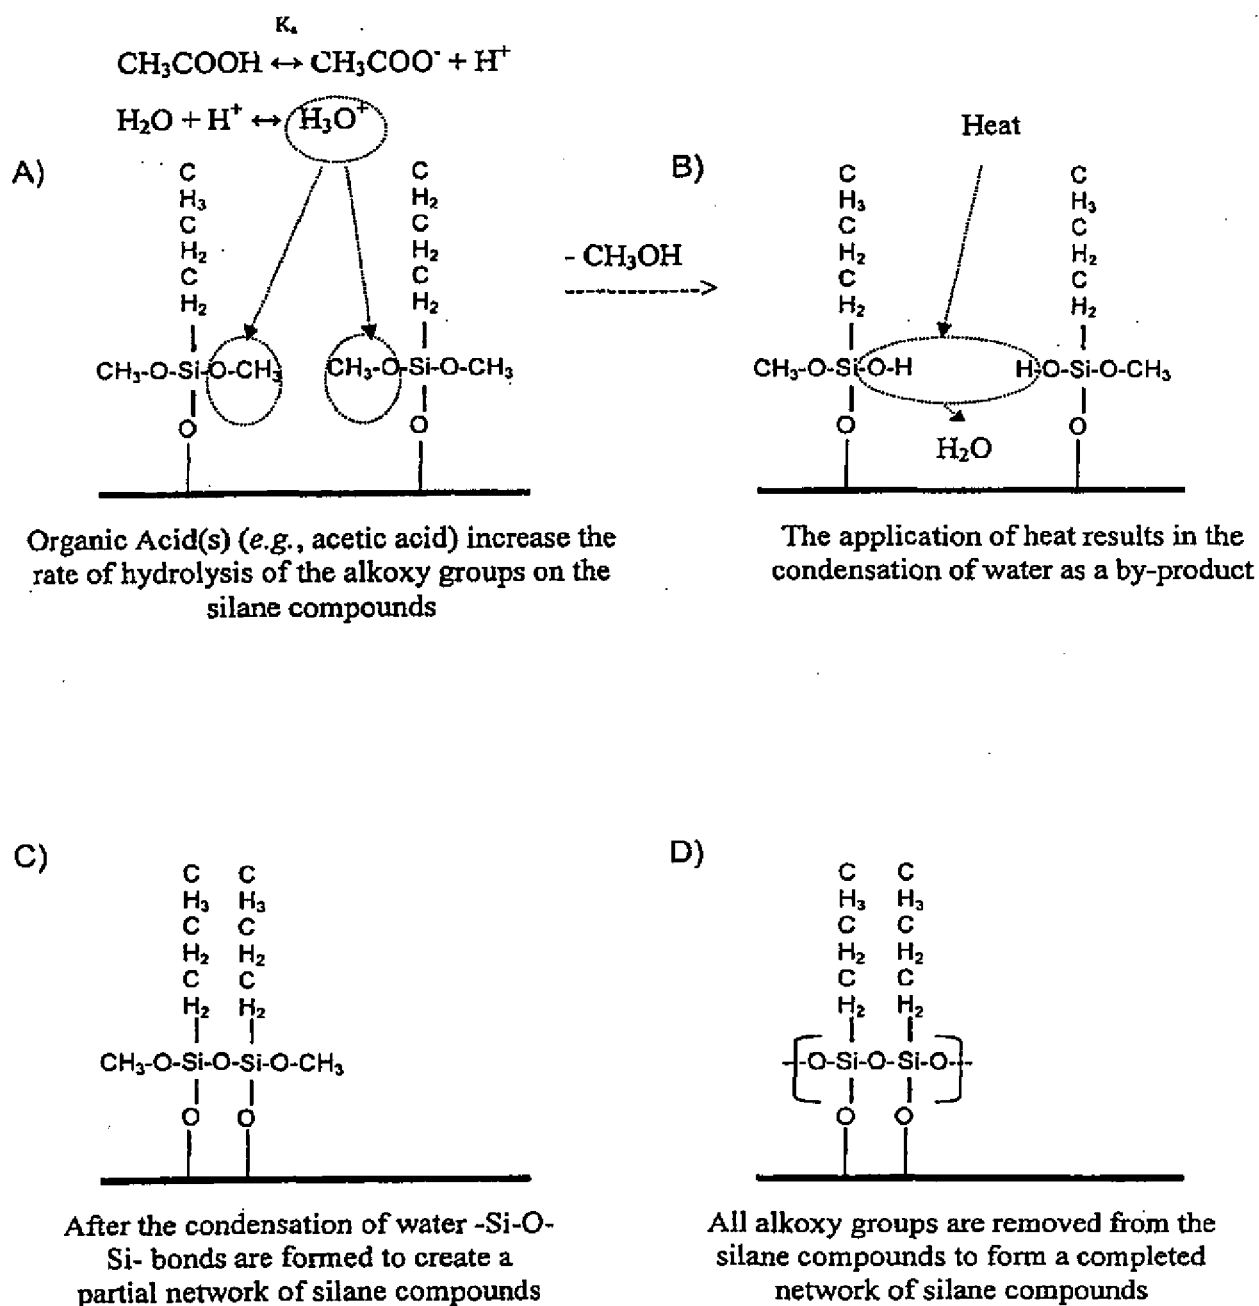 Kₐ
CH₃COOH ↔ CH₃COO⁻ + H⁺
H₂O + H⁺ ↔ H₃O⁺
A)
C
H₃
C
H₂
C
H₂
C
H₂
C
H₂
C
H₂
CH₃-O-Si-O-CH₃
CH₃-O-Si-O-CH₃
O
O
- CH₃OH
Organic Acid(s) (e.g., acetic acid) increase the
rate of hydrolysis of the alkoxy groups on the
silane compounds
B)
Heat
C
H₃
C
H₂
C
H₂
C
H₃
C
H₂
C
H₂
CH₃-O-Si-O-H
H-O-Si-O-CH₃
O
O
H₂O
The application of heat results in the
condensation of water as a by-product
C)
C C
H₃ H₃
C C
H₂ H₂
C C
H₂ H₂
CH₃-O-Si-O-Si-O-CH₃
O O
After the condensation of water -Si-O-
Si- bonds are formed to create a
partial network of silane compounds
D)
C C
H₃ H₃
C C
H₂ H₂
C C
H₂ H₂
-O-Si-O-Si-O-
O O
All alkoxy groups are removed from the
silane compounds to form a completed
network of silane compounds